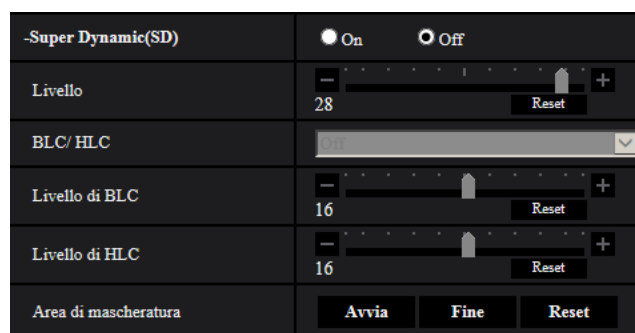 -Super Dynamic(SD) On Off
Livello
28 Reset
BLC/ HLC Off
Livello di BLC
16 Reset
Livello di HLC
16 Reset
Area di mascheratura Avvia Fine Reset